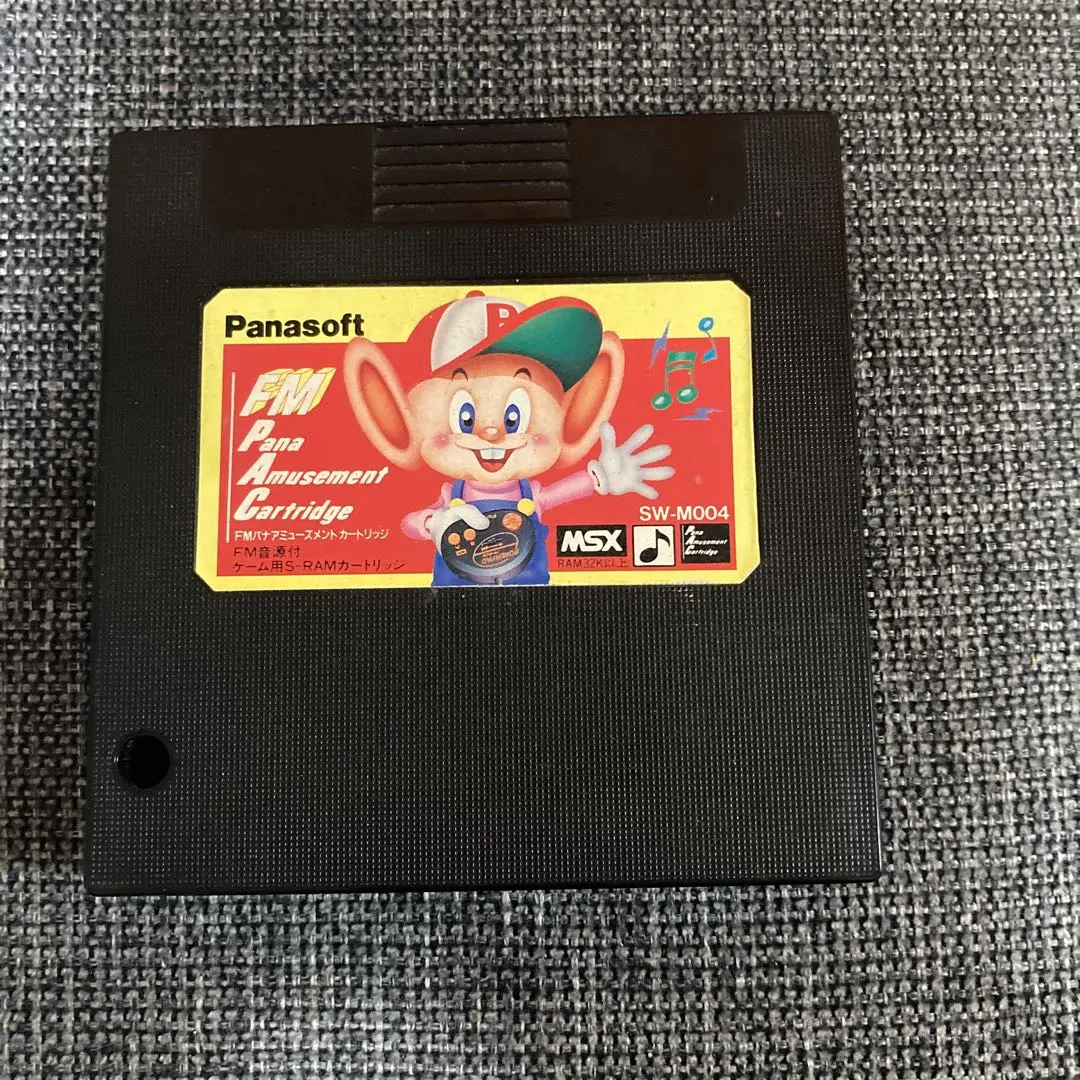 Panasoft
FM
Pana
Amusement
Cartridge
FMパナアミューズメントカートリッジ
FM音源付
ゲーム用S-RAMカートリッジ
SW-M004
MSX
RAM32K以上
Pana
Amusement
Cartridge